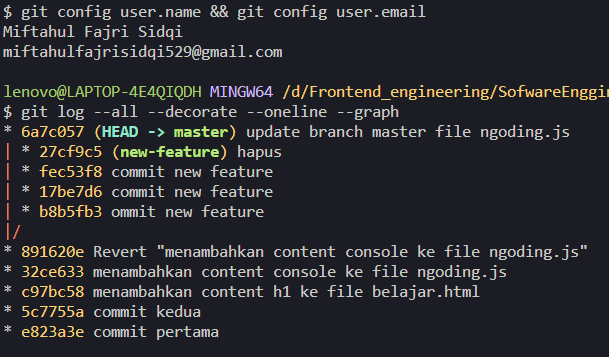 $ git config user.name && git config user.email
Miftahul Fajri Sidqi
miftahulfajrisidqi529@gmail.com
lenovo@LAPTOP-4E4QIQDH MINGW64 /d/Frontend_engineering/SofwareEnggin
$ git log --all --decorate --oneline --graph
* 6a7c057 (HEAD -> master) update branch master file ngoding.js
| * 27cf9c5 (new-feature) hapus
| * fec53f8 commit new feature
| * 17be7d6 commit new feature
| * b8b5fb3 ommit new feature
|/
* 891620e Revert "menambahkan content console ke file ngoding.js"
* 32ce633 menambahkan content console ke file ngoding.js
* c97bc58 menambahkan content h1 ke file belajar.html
* 5c7755a commit kedua
* e823a3e commit pertama